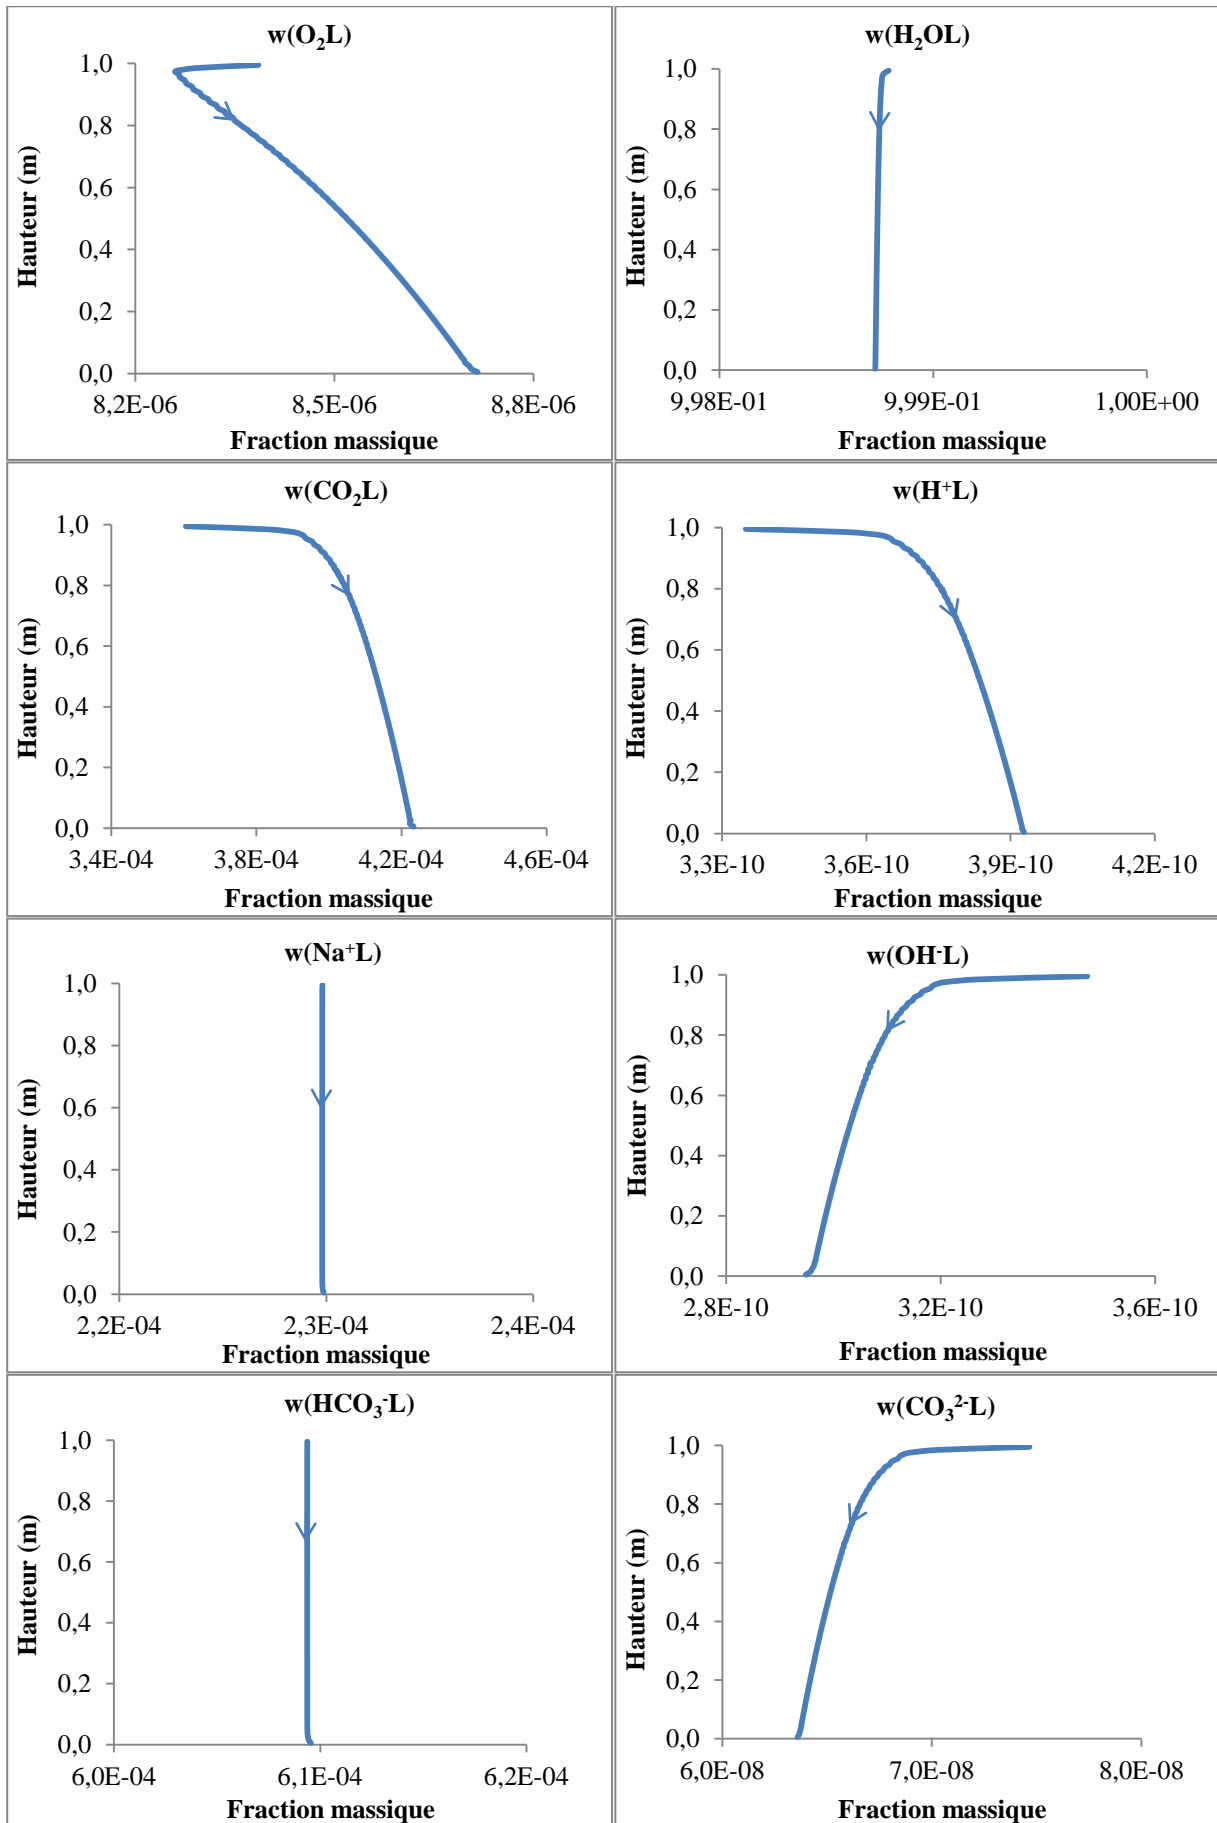 w(O₂L)
Hauteur (m)
1,0
0,8
0,6
0,4
0,2
0,0
8,2E-06 8,5E-06 8,8E-06
Fraction massique
w(H₂OL)
Hauteur (m)
1,0
0,8
0,6
0,4
0,2
0,0
9,98E-01 9,99E-01 1,00E+00
Fraction massique
w(CO₂L)
Hauteur (m)
1,0
0,8
0,6
0,4
0,2
0,0
3,4E-04 3,8E-04 4,2E-04 4,6E-04
Fraction massique
w(H⁺L)
Hauteur (m)
1,0
0,8
0,6
0,4
0,2
0,0
3,3E-10 3,6E-10 3,9E-10 4,2E-10
Fraction massique
w(Na⁺L)
Hauteur (m)
1,0
0,8
0,6
0,4
0,2
0,0
2,2E-04 2,3E-04 2,4E-04
Fraction massique
w(OH⁻L)
Hauteur (m)
1,0
0,8
0,6
0,4
0,2
0,0
2,8E-10 3,2E-10 3,6E-10
Fraction massique
w(HCO₃⁻L)
Hauteur (m)
1,0
0,8
0,6
0,4
0,2
0,0
6,0E-04 6,1E-04 6,2E-04
Fraction massique
w(CO₃²⁻L)
Hauteur (m)
1,0
0,8
0,6
0,4
0,2
0,0
6,0E-08 7,0E-08 8,0E-08
Fraction massique